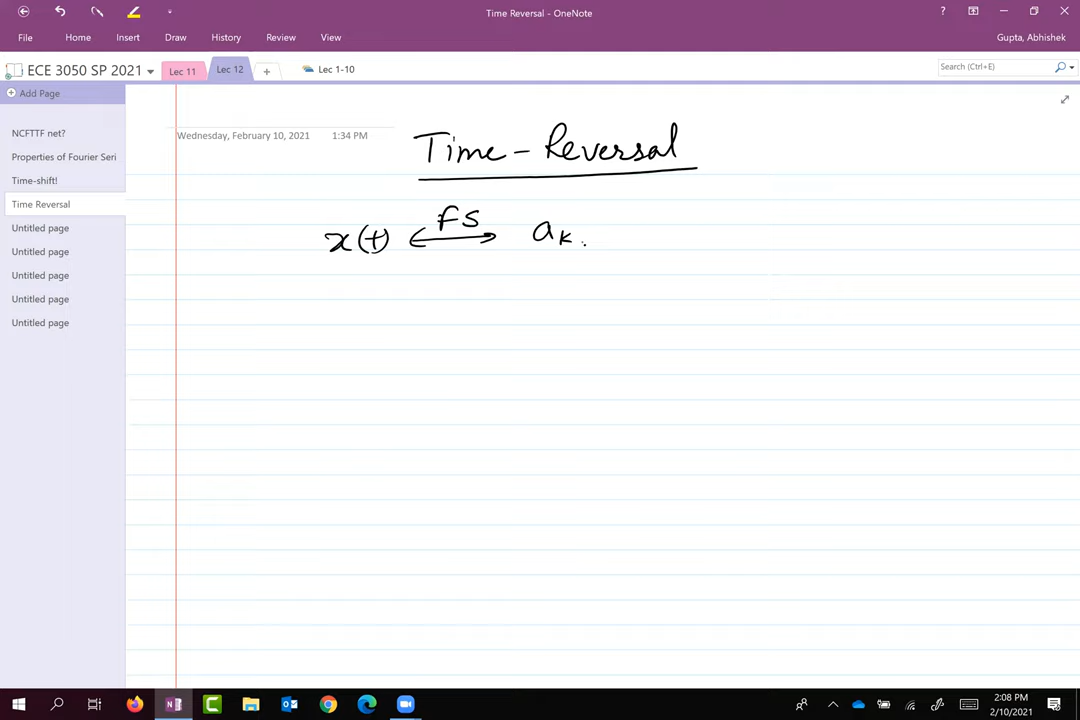 Time Reversal - OneNote
?
File Home Insert Draw History Review View
Gupta, Abhishek
ECE 3050 SP 2021
Lec 11
Lec 12
+
Lec 1-10
Search (Ctrl+E)
Add Page
NCFTTF net?
Properties of Fourier Seri
Time-shift!
Time Reversal
Untitled page
Untitled page
Untitled page
Untitled page
Untitled page
Wednesday, February 10, 2021 1:34 PM
Time-Reversal
x(t) ⟷ FS a_k.
2:08 PM
2/10/2021